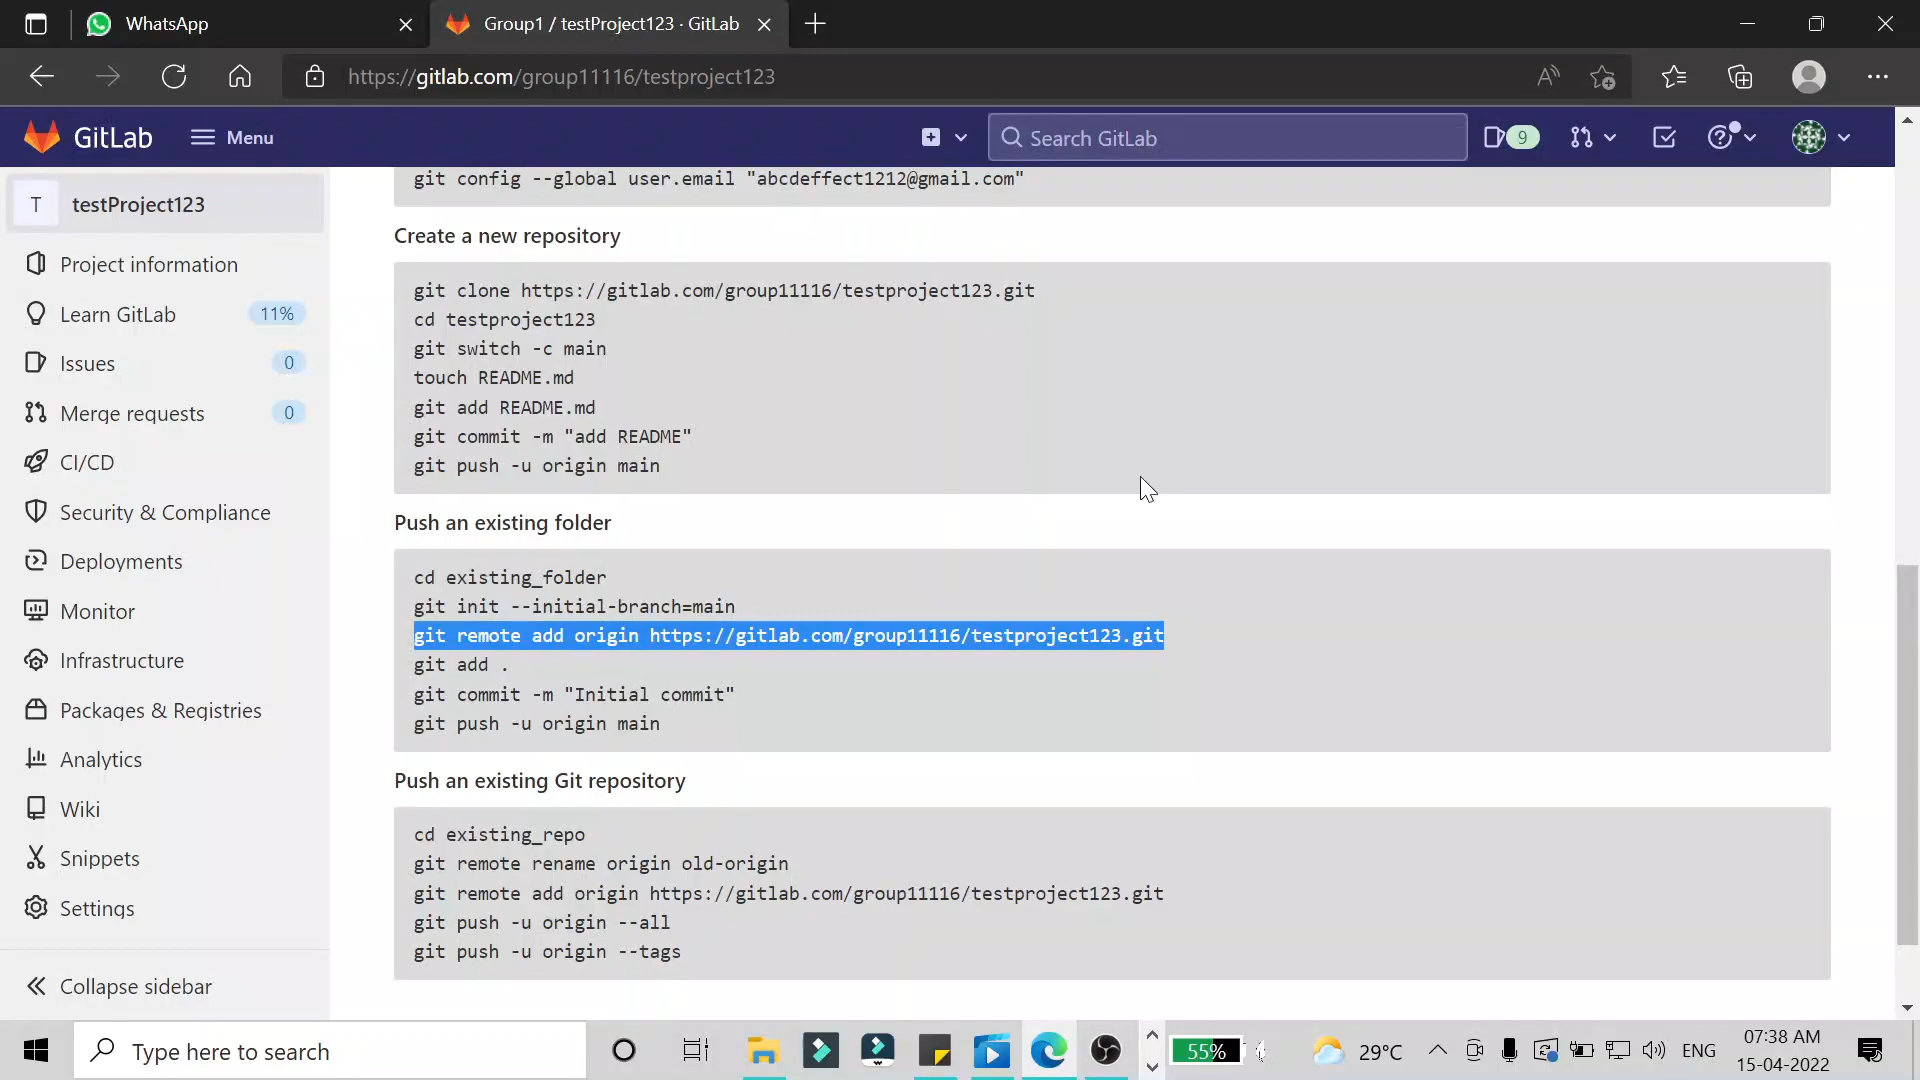 WhatsApp
Group1 / testProject123 · GitLab
https://gitlab.com/group11116/testproject123
GitLab
Menu
Search GitLab
9
T
testProject123
Project information
Learn GitLab
11%
Issues
0
Merge requests
0
CI/CD
Security & Compliance
Deployments
Monitor
Infrastructure
Packages & Registries
Analytics
Wiki
Snippets
Settings
Collapse sidebar
git config --global user.email "abcdeffect1212@gmail.com"
Create a new repository
git clone https://gitlab.com/group11116/testproject123.git
cd testproject123
git switch -c main
touch README.md
git add README.md
git commit -m "add README"
git push -u origin main
Push an existing folder
cd existing_folder
git init --initial-branch=main
git remote add origin https://gitlab.com/group11116/testproject123.git
git add .
git commit -m "Initial commit"
git push -u origin main
Push an existing Git repository
cd existing_repo
git remote rename origin old-origin
git remote add origin https://gitlab.com/group11116/testproject123.git
git push -u origin --all
git push -u origin --tags
Type here to search
55%
29°C
ENG
07:38 AM
15-04-2022